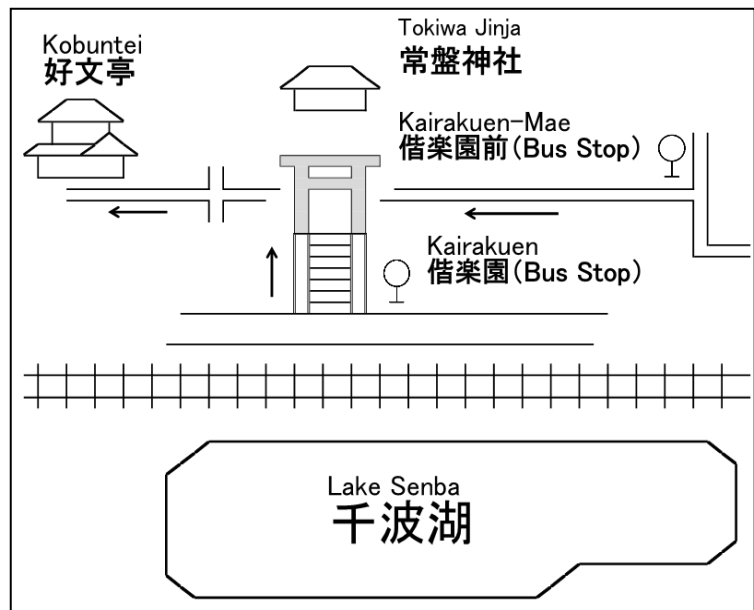 Kobuntei
好文亭
Tokiwa Jinja
常盤神社
Kairakuen-Mae
偕楽園前(Bus Stop)
Kairakuen
偕楽園(Bus Stop)
Lake Senba
千波湖